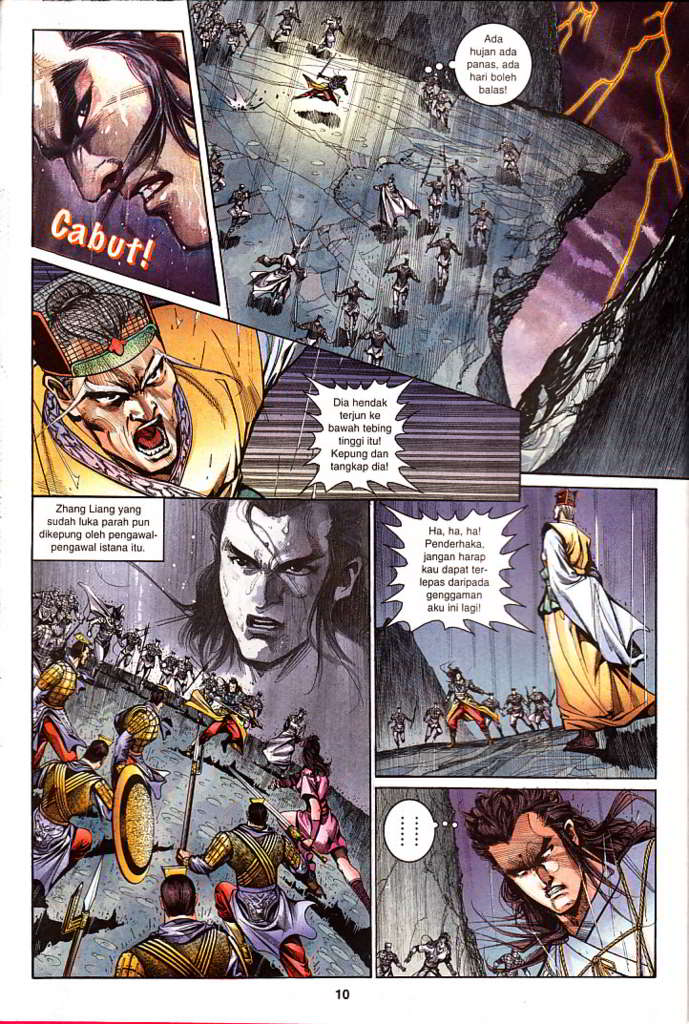 Cabut!
Ada
hujan ada
panas, ada
hari boleh
balas!
Dia hendak
terjun ke
bawah tebing
tinggi itu!
Kepung dan
tangkap dia!
Zhang Liang yang
sudah luka parah pun
dikepung oleh pengawal-
pengawal istana itu.
Ha, ha, ha!
Penderhaka,
jangan harap
kau dapat ter-
lepas daripada
genggaman
aku ini lagi!
10